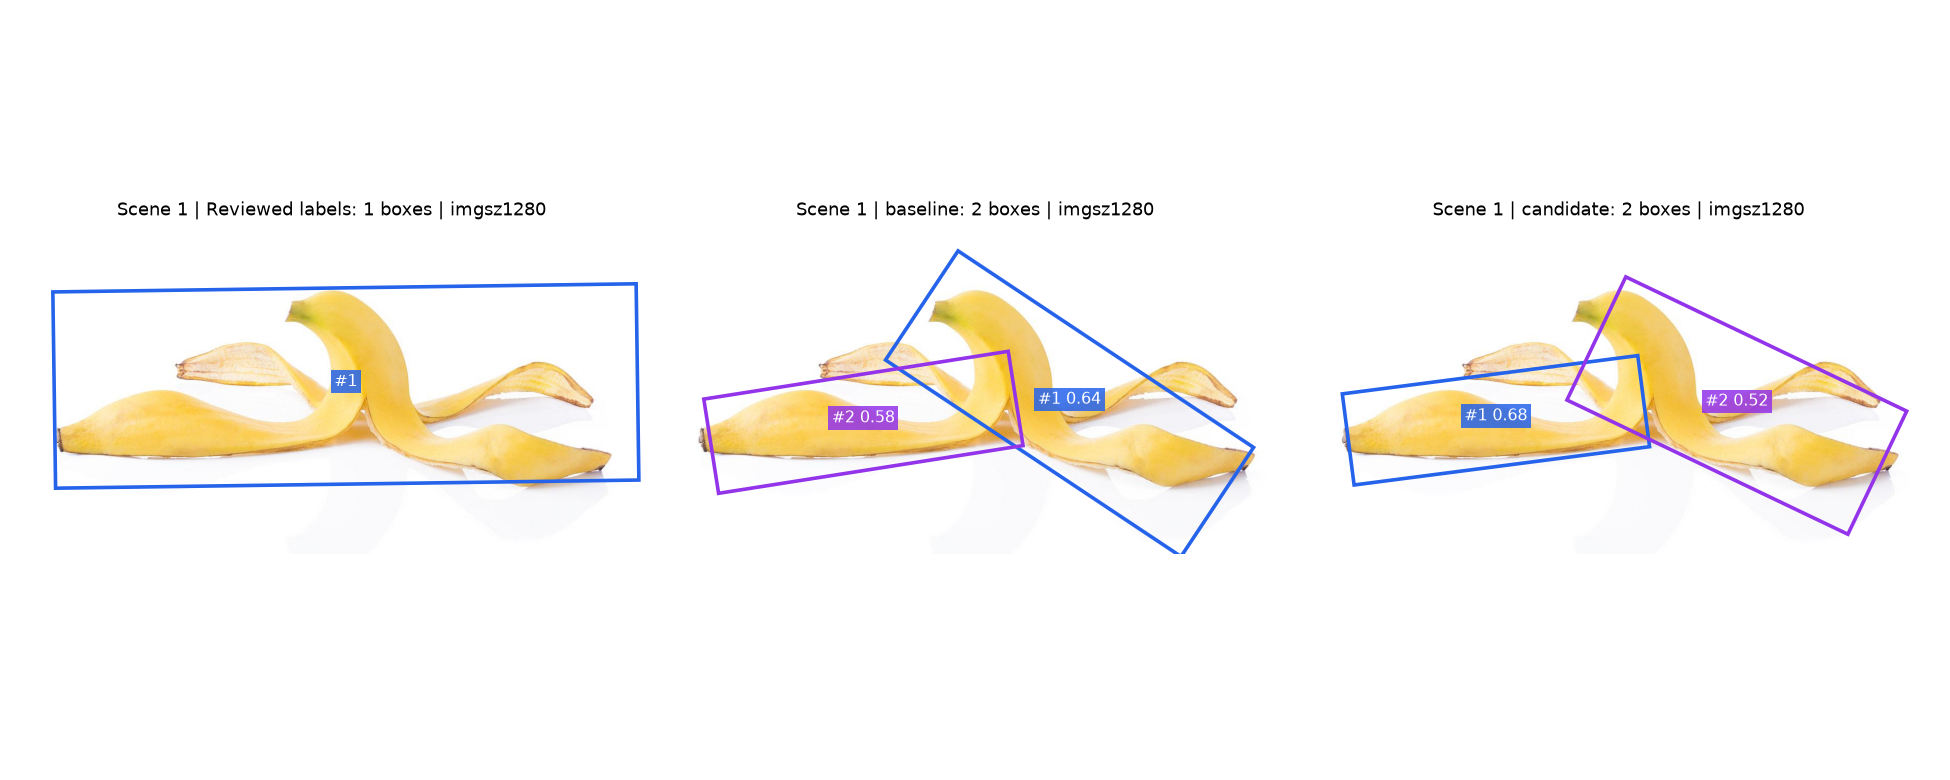 Scene 1 | Reviewed labels: 1 boxes | imgsz1280
Scene 1 | baseline: 2 boxes | imgsz1280
Scene 1 | candidate: 2 boxes | imgsz1280
#1
#1 0.64
#2 0.58
#2 0.52
#1 0.68